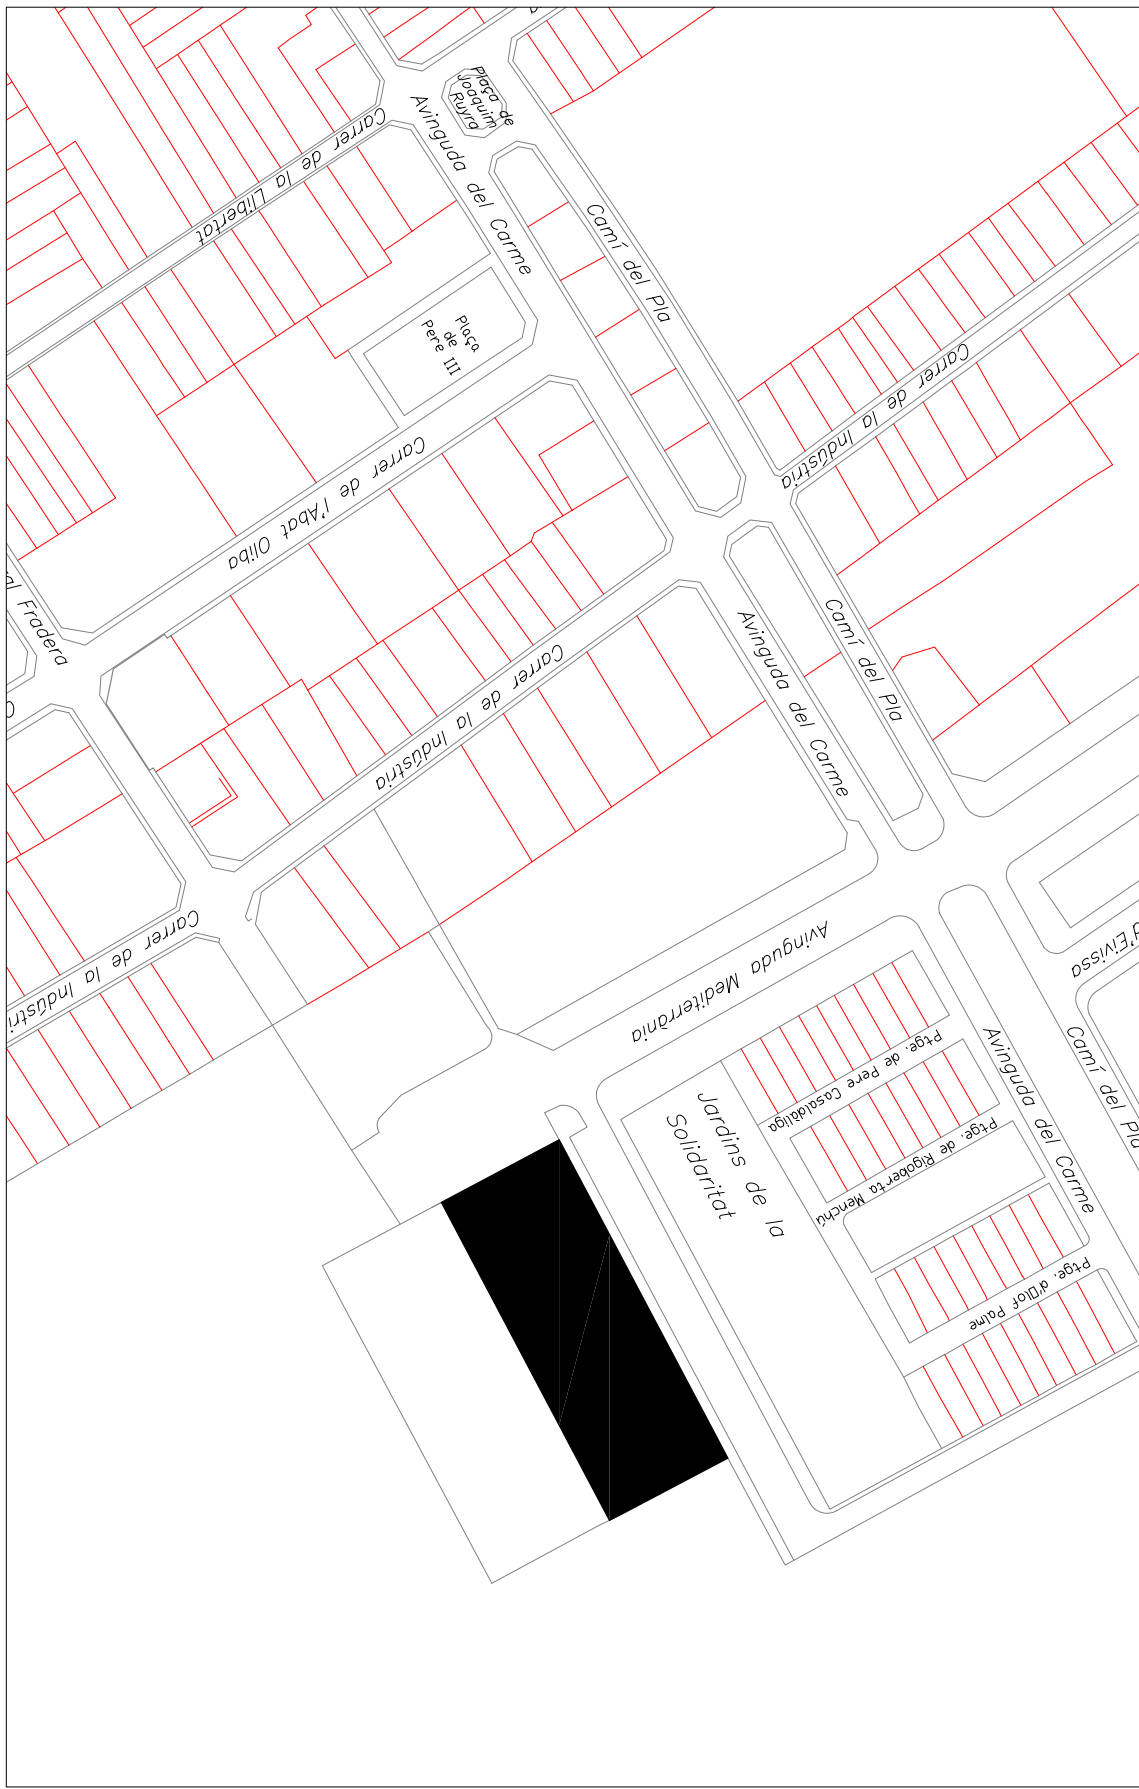 Plaça de
Joaquim
Ruyra
Carrer de la Llibertat
Avinguda del Carme
Camí del Pla
Plaça
de
Pere III
Carrer de la Indústria
Carrer de l'Abat Oliba
al Fradera
Avinguda del Carme
Camí del Pla
Carrer de la Indústria
Carrer de la Indústri
Avinguda Mediterrània
d'Eivissa
Avinguda del Carme
Camí del Pla
Ptge. de Pere Casaldàliga
Jardins de la
Solidaritat
Ptge. de Rigoberta Menchú
Ptge. d'Olof Palme